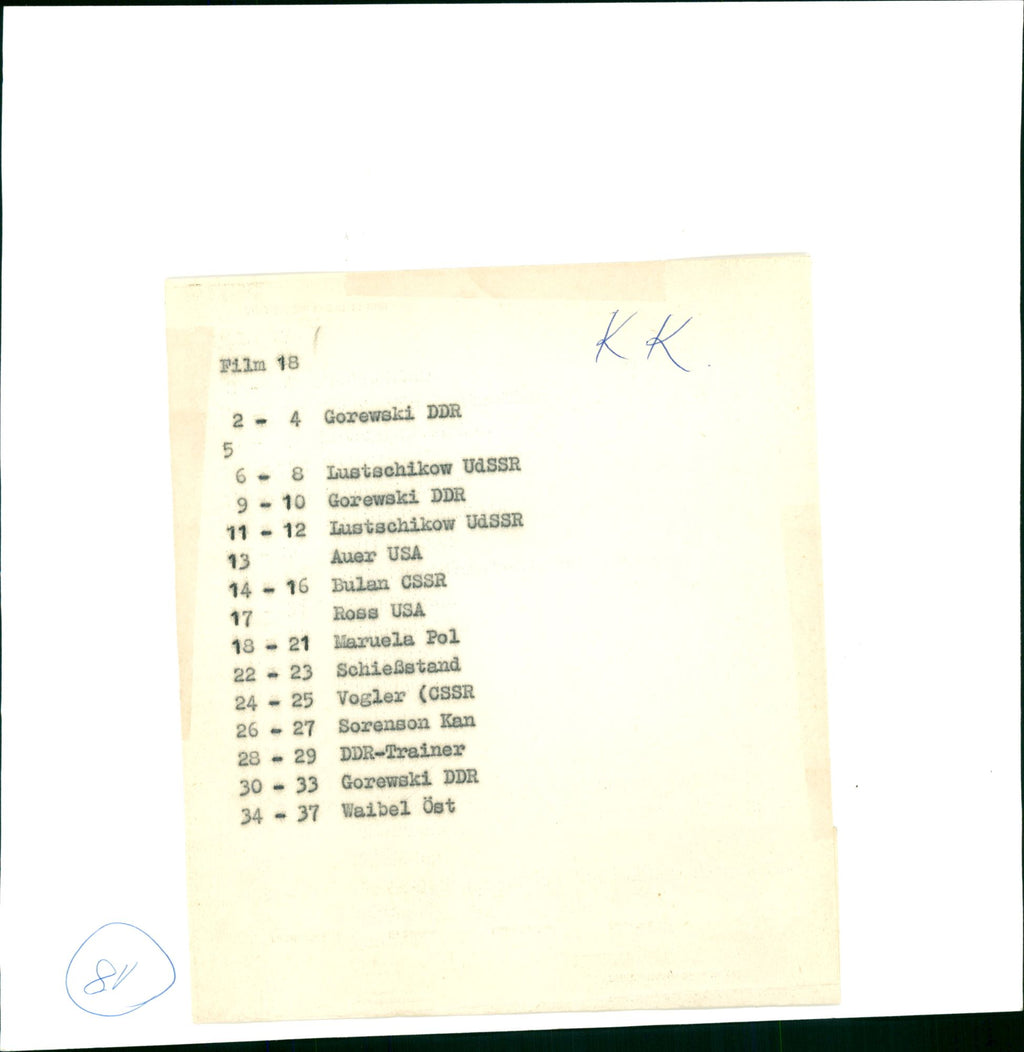 KK
Film 18
2 - 4 Gorewski DDR
5
6 - 8 Lustschikow UdSSR
9 - 10 Gorewski DDR
11 - 12 Lustschikow UdSSR
13 Auer USA
14 - 16 Bulan CSSR
17 Ross USA
18 - 21 Maruela Pol
22 - 23 Schießstand
24 - 25 Vogler (CSSR
26 - 27 Sorenson Kan
28 - 29 DDR-Trainer
30 - 33 Gorewski DDR
34 - 37 Waibel Öst